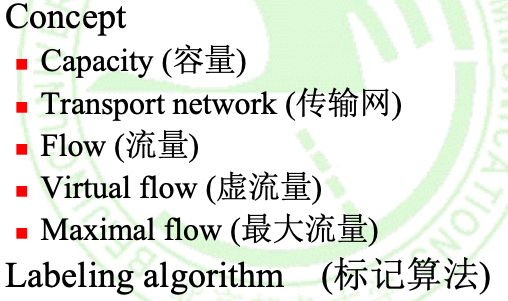 Concept
Capacity (容量)
Transport network (传输网)
Flow (流量)
Virtual flow (虚流量)
Maximal flow (最大流量)
Labeling algorithm (标记算法)